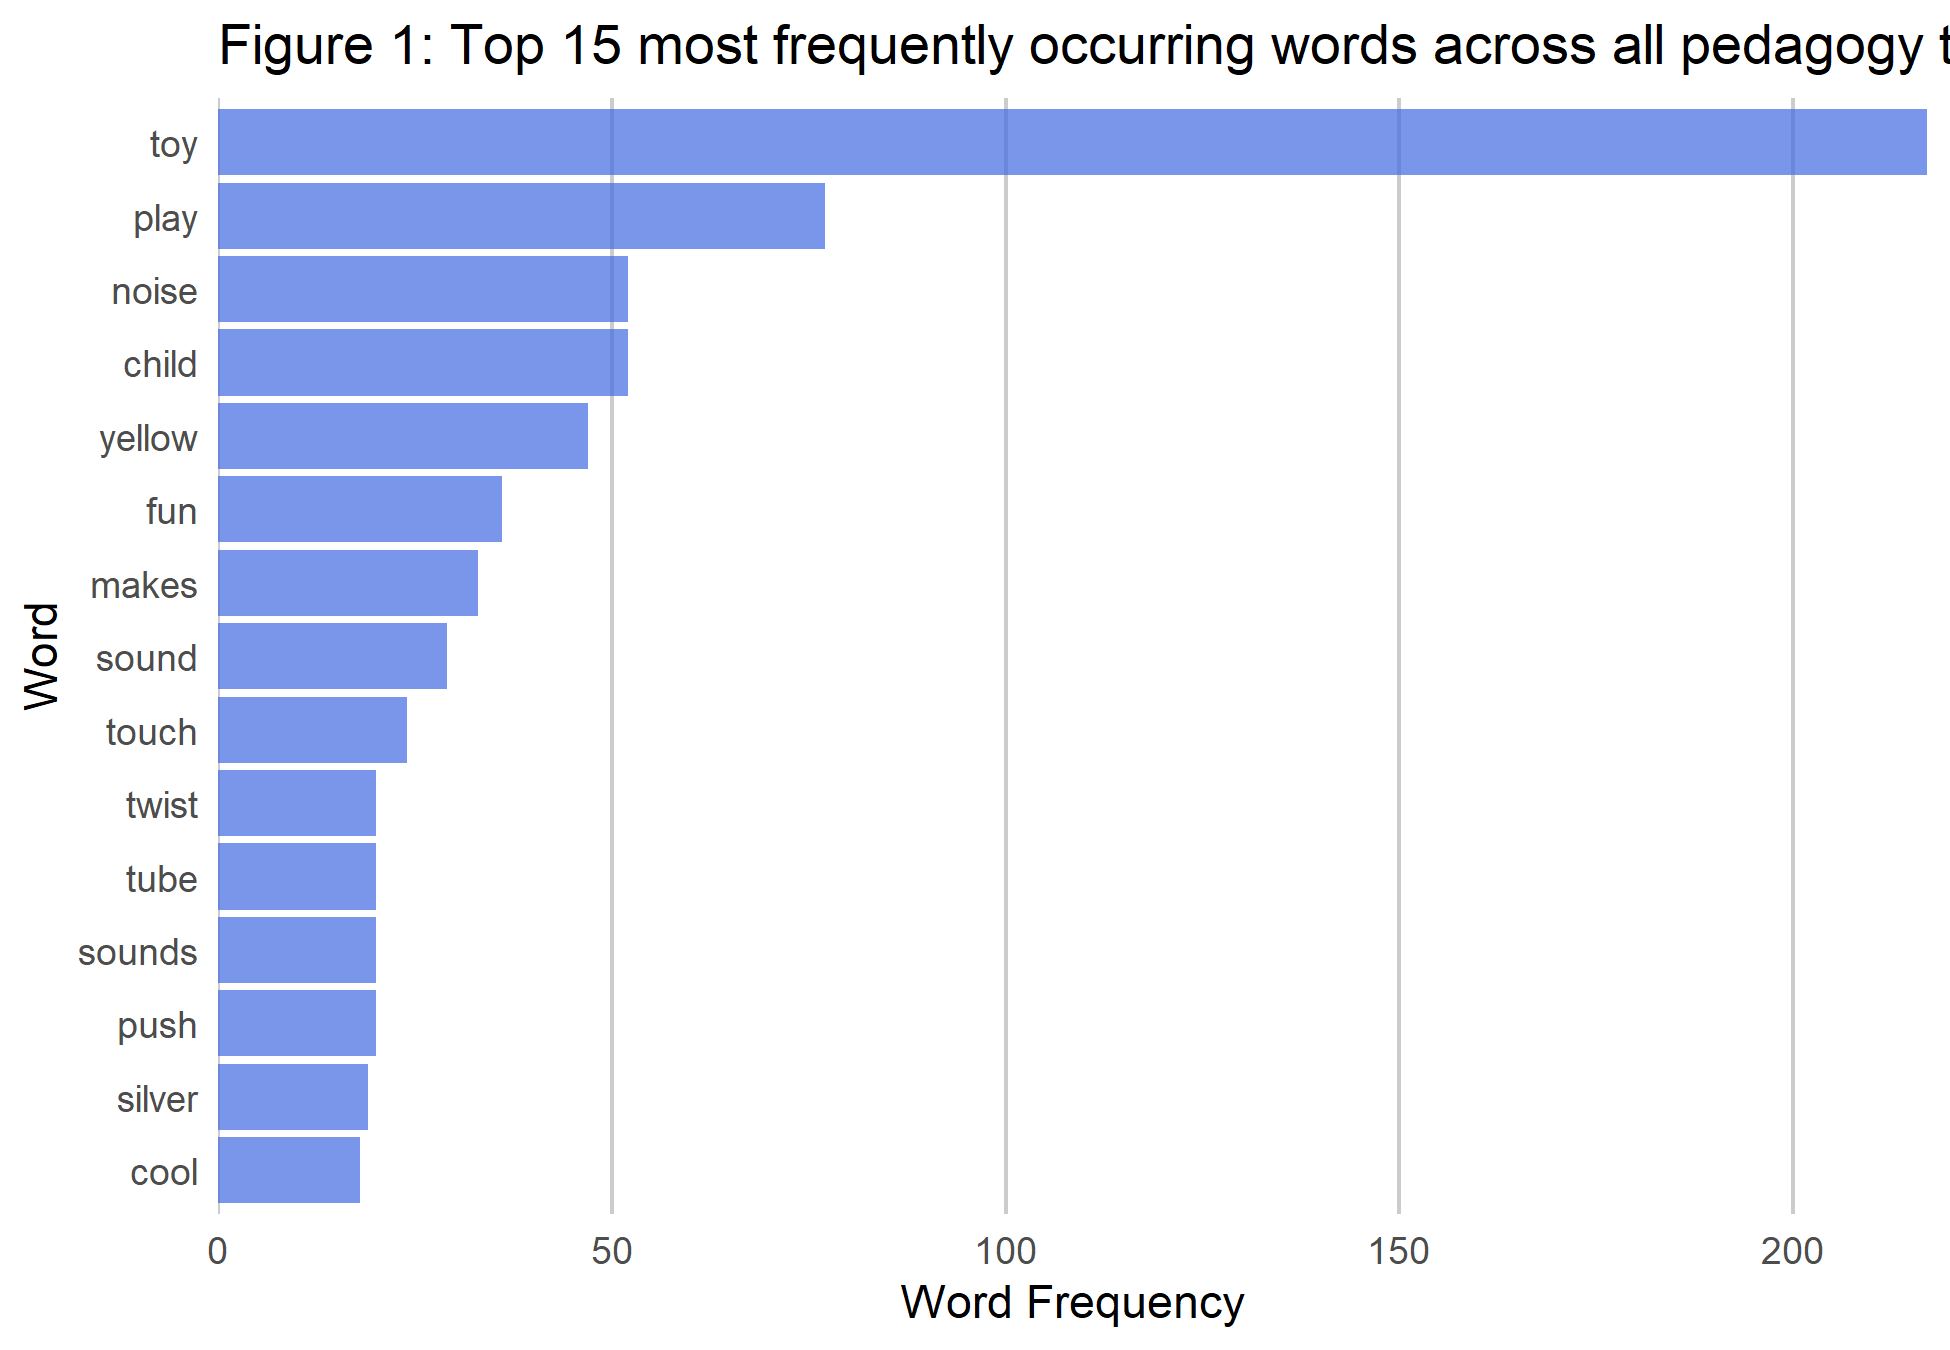 Figure 1: Top 15 most frequently occurring words across all pedagogy
toy
play
noise
child
yellow
fun
makes
sound
touch
twist
tube
sounds
push
silver
cool
Word
0 50 100 150 200
Word Frequency